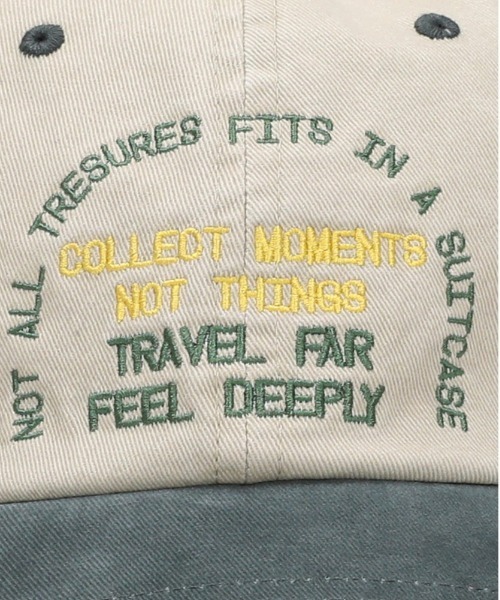 NOT ALL TRESURES FITS IN A SUITCASE
COLLECT MOMENTS
NOT THINGS
TRAVEL FAR
FEEL DEEPLY